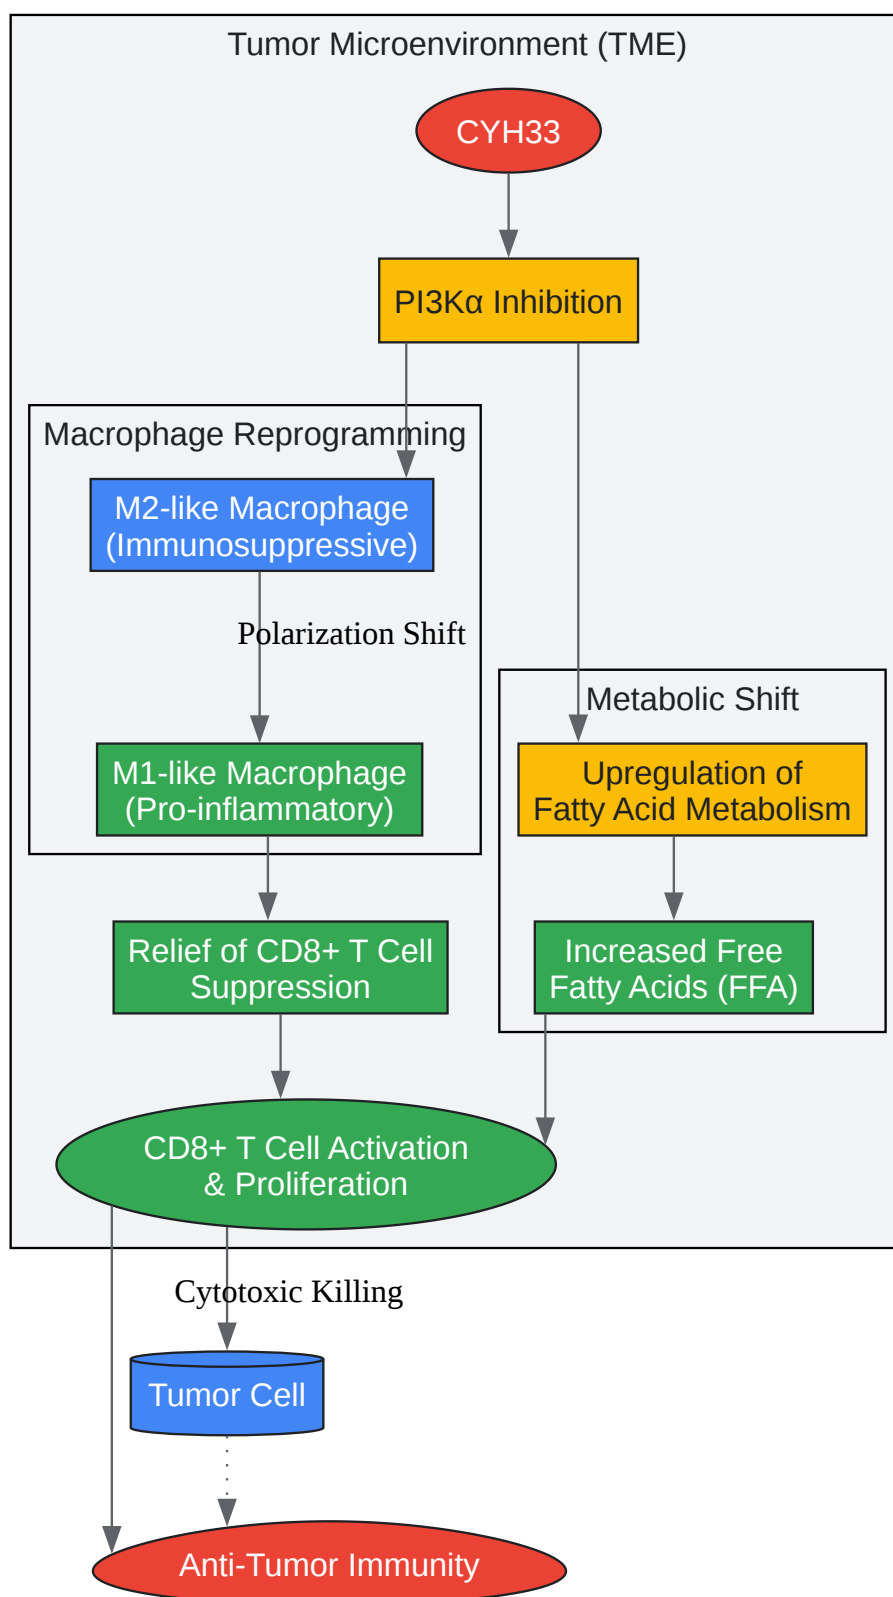 Tumor Microenvironment (TME)
CYH33
PI3Kα Inhibition
Macrophage Reprogramming
M2-like Macrophage
(Immunosuppressive)
Polarization Shift
Metabolic Shift
M1-like Macrophage
(Pro-inflammatory)
Upregulation of
Fatty Acid Metabolism
Relief of CD8+ T Cell
Suppression
Increased Free
Fatty Acids (FFA)
CD8+ T Cell Activation
& Proliferation
Cytotoxic Killing
Tumor Cell
Anti-Tumor Immunity